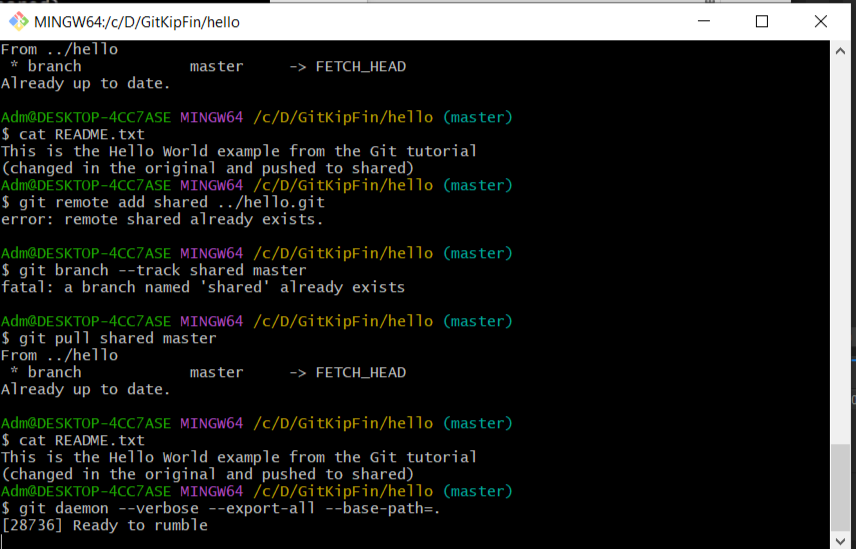 MINGW64:/c/D/GitKipFin/hello
From ../hello
 * branch            master     -> FETCH_HEAD
Already up to date.
Adm@DESKTOP-4CC7ASE MINGW64 /c/D/GitKipFin/hello (master)
$ cat README.txt
This is the Hello World example from the Git tutorial
(changed in the original and pushed to shared)
Adm@DESKTOP-4CC7ASE MINGW64 /c/D/GitKipFin/hello (master)
$ git remote add shared ../hello.git
error: remote shared already exists.
Adm@DESKTOP-4CC7ASE MINGW64 /c/D/GitKipFin/hello (master)
$ git branch --track shared master
fatal: a branch named 'shared' already exists
Adm@DESKTOP-4CC7ASE MINGW64 /c/D/GitKipFin/hello (master)
$ git pull shared master
From ../hello
 * branch            master     -> FETCH_HEAD
Already up to date.
Adm@DESKTOP-4CC7ASE MINGW64 /c/D/GitKipFin/hello (master)
$ cat README.txt
This is the Hello World example from the Git tutorial
(changed in the original and pushed to shared)
Adm@DESKTOP-4CC7ASE MINGW64 /c/D/GitKipFin/hello (master)
$ git daemon --verbose --export-all --base-path=.
[28736] Ready to rumble